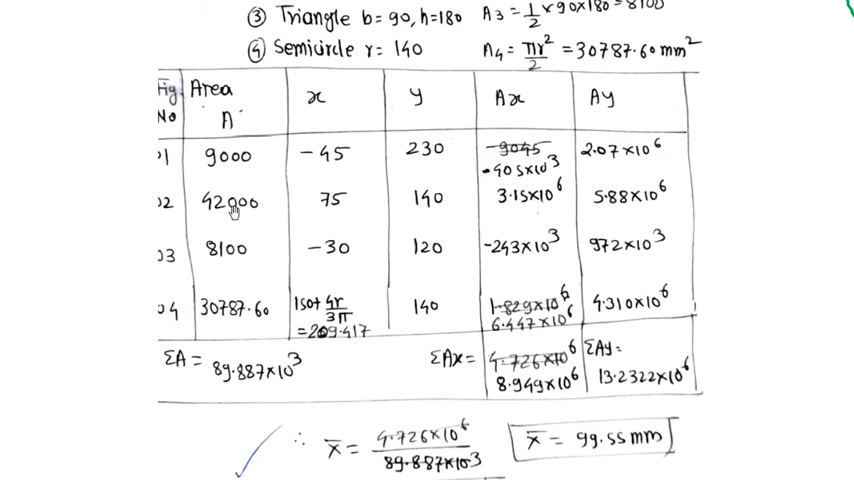 ③ Triangle b = 90, h = 180 A3 = 1/2 × 90 × 180 = 8100
④ Semicircle r = 140 A4 = πr²/2 = 30787.60 mm²
Fig. No Area A x y Ax Ay
01 9000 -45 230 -9045 -405×10³ 2.07×10⁶
02 42000 75 140 3.15×10⁶ 5.88×10⁶
03 8100 -30 120 -243×10³ 972×10³
04 30787.60 150+4r/3π =209.417 140 1.829×10⁶ 6.447×10⁶ 4.310×10⁶
ΣA = 89.887×10³ ΣAx = 4.726×10⁶ 8.949×10⁶ ΣAy = 13.2322×10⁶
∴ x̄ = 4.726×10⁶/89.887×10³ x̄ = 99.55 mm